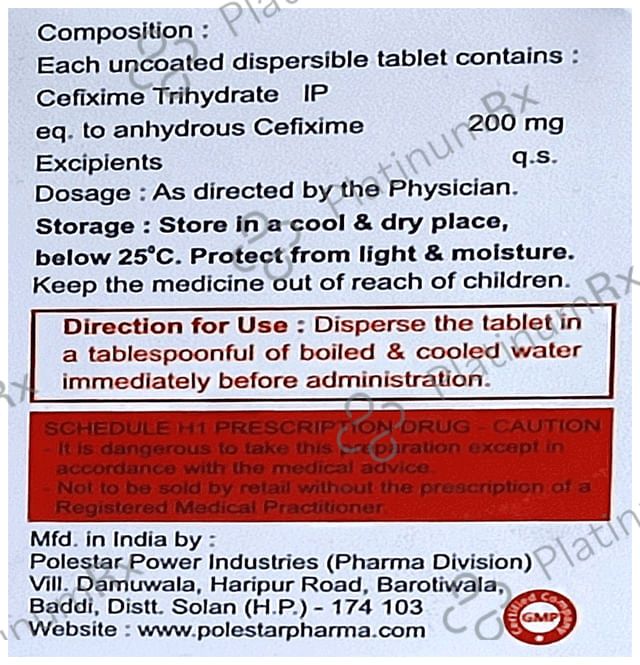 Composition :
Each uncoated dispersible tablet contains :
Cefixime Trihydrate IP
eq. to anhydrous Cefixime 200 mg
Excipients q.s.
Dosage : As directed by the Physician.
Storage : Store in a cool & dry place,
below 25°C. Protect from light & moisture.
Keep the medicine out of reach of children.
Direction for Use : Disperse the tablet in
a tablespoonful of boiled & cooled water
immediately before administration.
SCHEDULE H1 PRESCRIPTION DRUG - CAUTION
- It is dangerous to take this preparation except in
accordance with the medical advice.
- Not to be sold by retail without the prescription of a
Registered Medical Practitioner.
Mfd. in India by :
Polestar Power Industries (Pharma Division)
Vill. Damuwala, Haripur Road, Barotiwala,
Baddi, Distt. Solan (H.P.) - 174 103
Website : www.polestarpharma.com
Certified Company
GMP
PlatinumRx
PlatinumRx